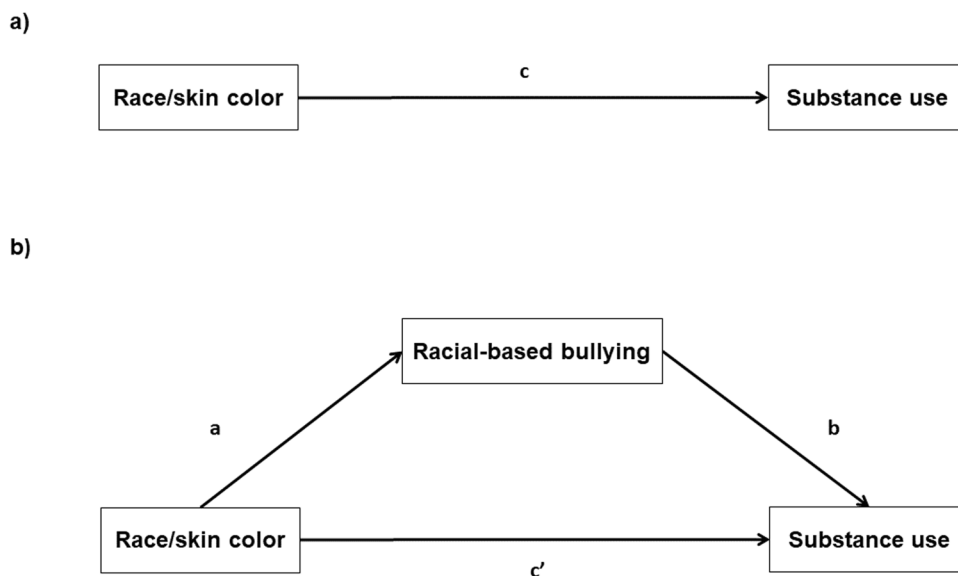 a)
c
Race/skin color
Substance use
b)
Racial-based bullying
a
b
Race/skin color
Substance use
c’